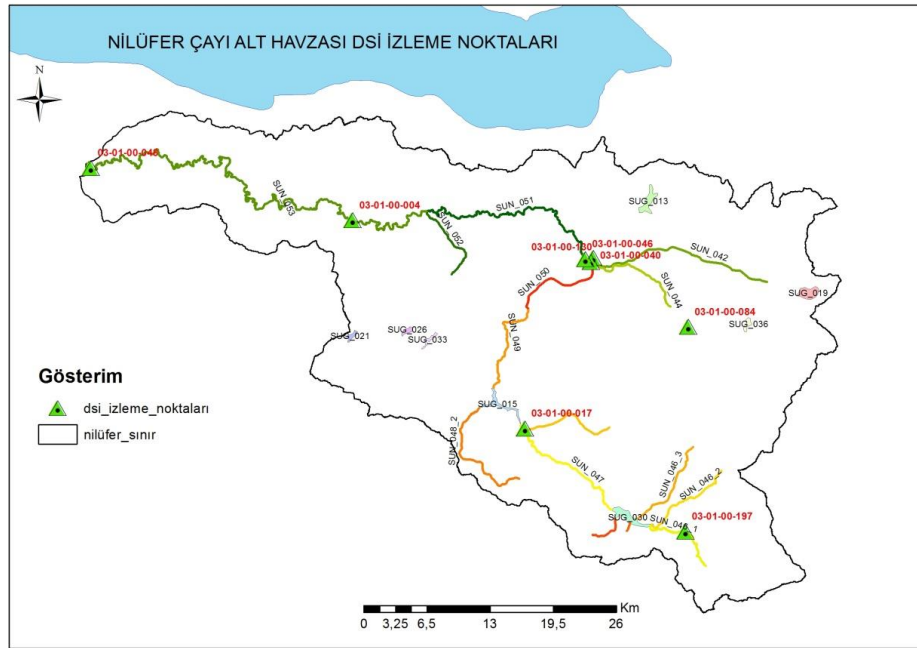 NİLÜFER ÇAYI ALT HAVZASI DSİ İZLEME NOKTALARI
N
03-01-00-048
SUN_053
03-01-00-004
SUN_051
SUN_052
SUG_013
03-01-00-130
03-01-00-046
03-01-00-040
SUN_042
SUN_050
SUN_044
SUG_019
03-01-00-084
SUG_036
SUG_021
SUG_026
SUG_033
SUN_049
Gösterim
dsi_izleme_noktaları
nilüfer_sınır
SUG_015
03-01-00-017
SUN_048_2
SUN_047
SUN_046_3
SUN_046_2
SUG_030
SUN_046_1
03-01-00-197
Km
0 3,25 6,5 13 19,5 26